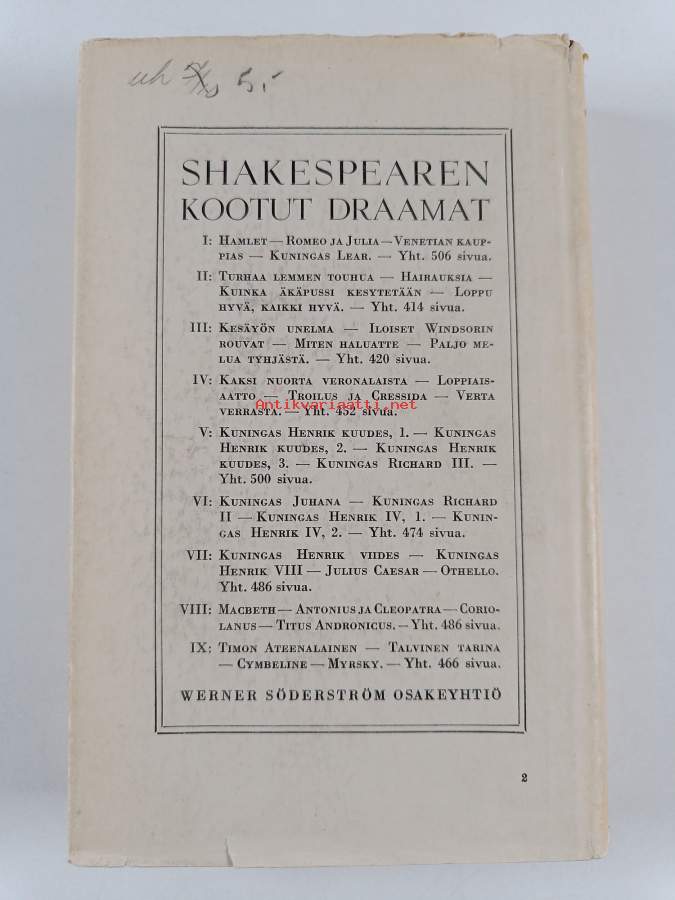 5:-
SHAKESPEAREN
KOOTUT DRAAMAT
I: HAMLET — ROMEO JA JULIA — VENETIAN KAUP-
PIAS — KUNINGAS LEAR. — Yht. 506 sivua.
II: TURHAA LEMMEN TOUHUA — HAIRAUKSIA —
KUINKA ÄKÄPUSSI KESYTETÄÄN — LOPPU
HYVÄ, KAIKKI HYVÄ. — Yht. 414 sivua.
III: KESÄYÖN UNELMA — ILOISET WINDSORIN
ROUVAT — MITEN HALUATTE — PALJO ME-
LUA TYHJÄSTÄ. — Yht. 420 sivua.
IV: KAKSI NUORTA VERONALAISTA — LOPPIAIS-
AATTO — TROILUS JA CRESSIDA — VERTA
Antikvariaatti.net
VERRASTA. — Yht. 452 sivua.
V: KUNINGAS HENRIK KUUDES, 1. — KUNINGAS
HENRIK KUUDES, 2. — KUNINGAS HENRIK
KUUDES, 3. — KUNINGAS RICHARD III. —
Yht. 500 sivua.
VI: KUNINGAS JUHANA — KUNINGAS RICHARD
II — KUNINGAS HENRIK IV, 1. — KUNIN-
GAS HENRIK IV, 2. — Yht. 474 sivua.
VII: KUNINGAS HENRIK VIIDES — KUNINGAS
HENRIK VIII — JULIUS CAESAR — OTHELLO.
Yht. 486 sivua.
VIII: MACBETH — ANTONIUS JA CLEOPATRA — CORIO-
LANUS — TITUS ANDRONICUS. — Yht. 486 sivua.
IX: TIMON ATEENALAINEN — TALVINEN TARINA
— CYMBELINE — MYRSKY. — Yht. 466 sivua.
WERNER SÖDERSTRÖM OSAKEYHTIÖ
2